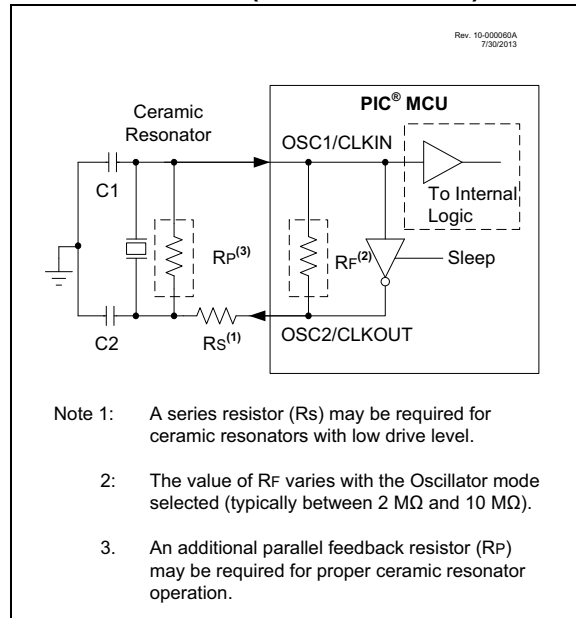 Rev. 10-000060A
7/30/2013
PIC® MCU
Ceramic
Resonator
OSC1/CLKIN
C1
To Internal
Logic
RP(3)
RF(2)
Sleep
C2
RS(1)
OSC2/CLKOUT
Note 1: A series resistor (Rs) may be required for
ceramic resonators with low drive level.
2: The value of RF varies with the Oscillator mode
selected (typically between 2 MΩ and 10 MΩ).
3. An additional parallel feedback resistor (RP)
may be required for proper ceramic resonator
operation.